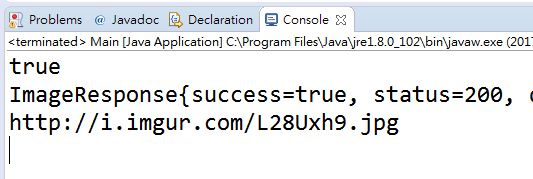 Problems @ Javadoc Declaration Console
<terminated> Main [Java Application] C:\Program Files\Java\jre1.8.0_102\bin\javaw.exe (2017
true
ImageResponse{success=true, status=200,
http://i.imgur.com/L28Uxh9.jpg